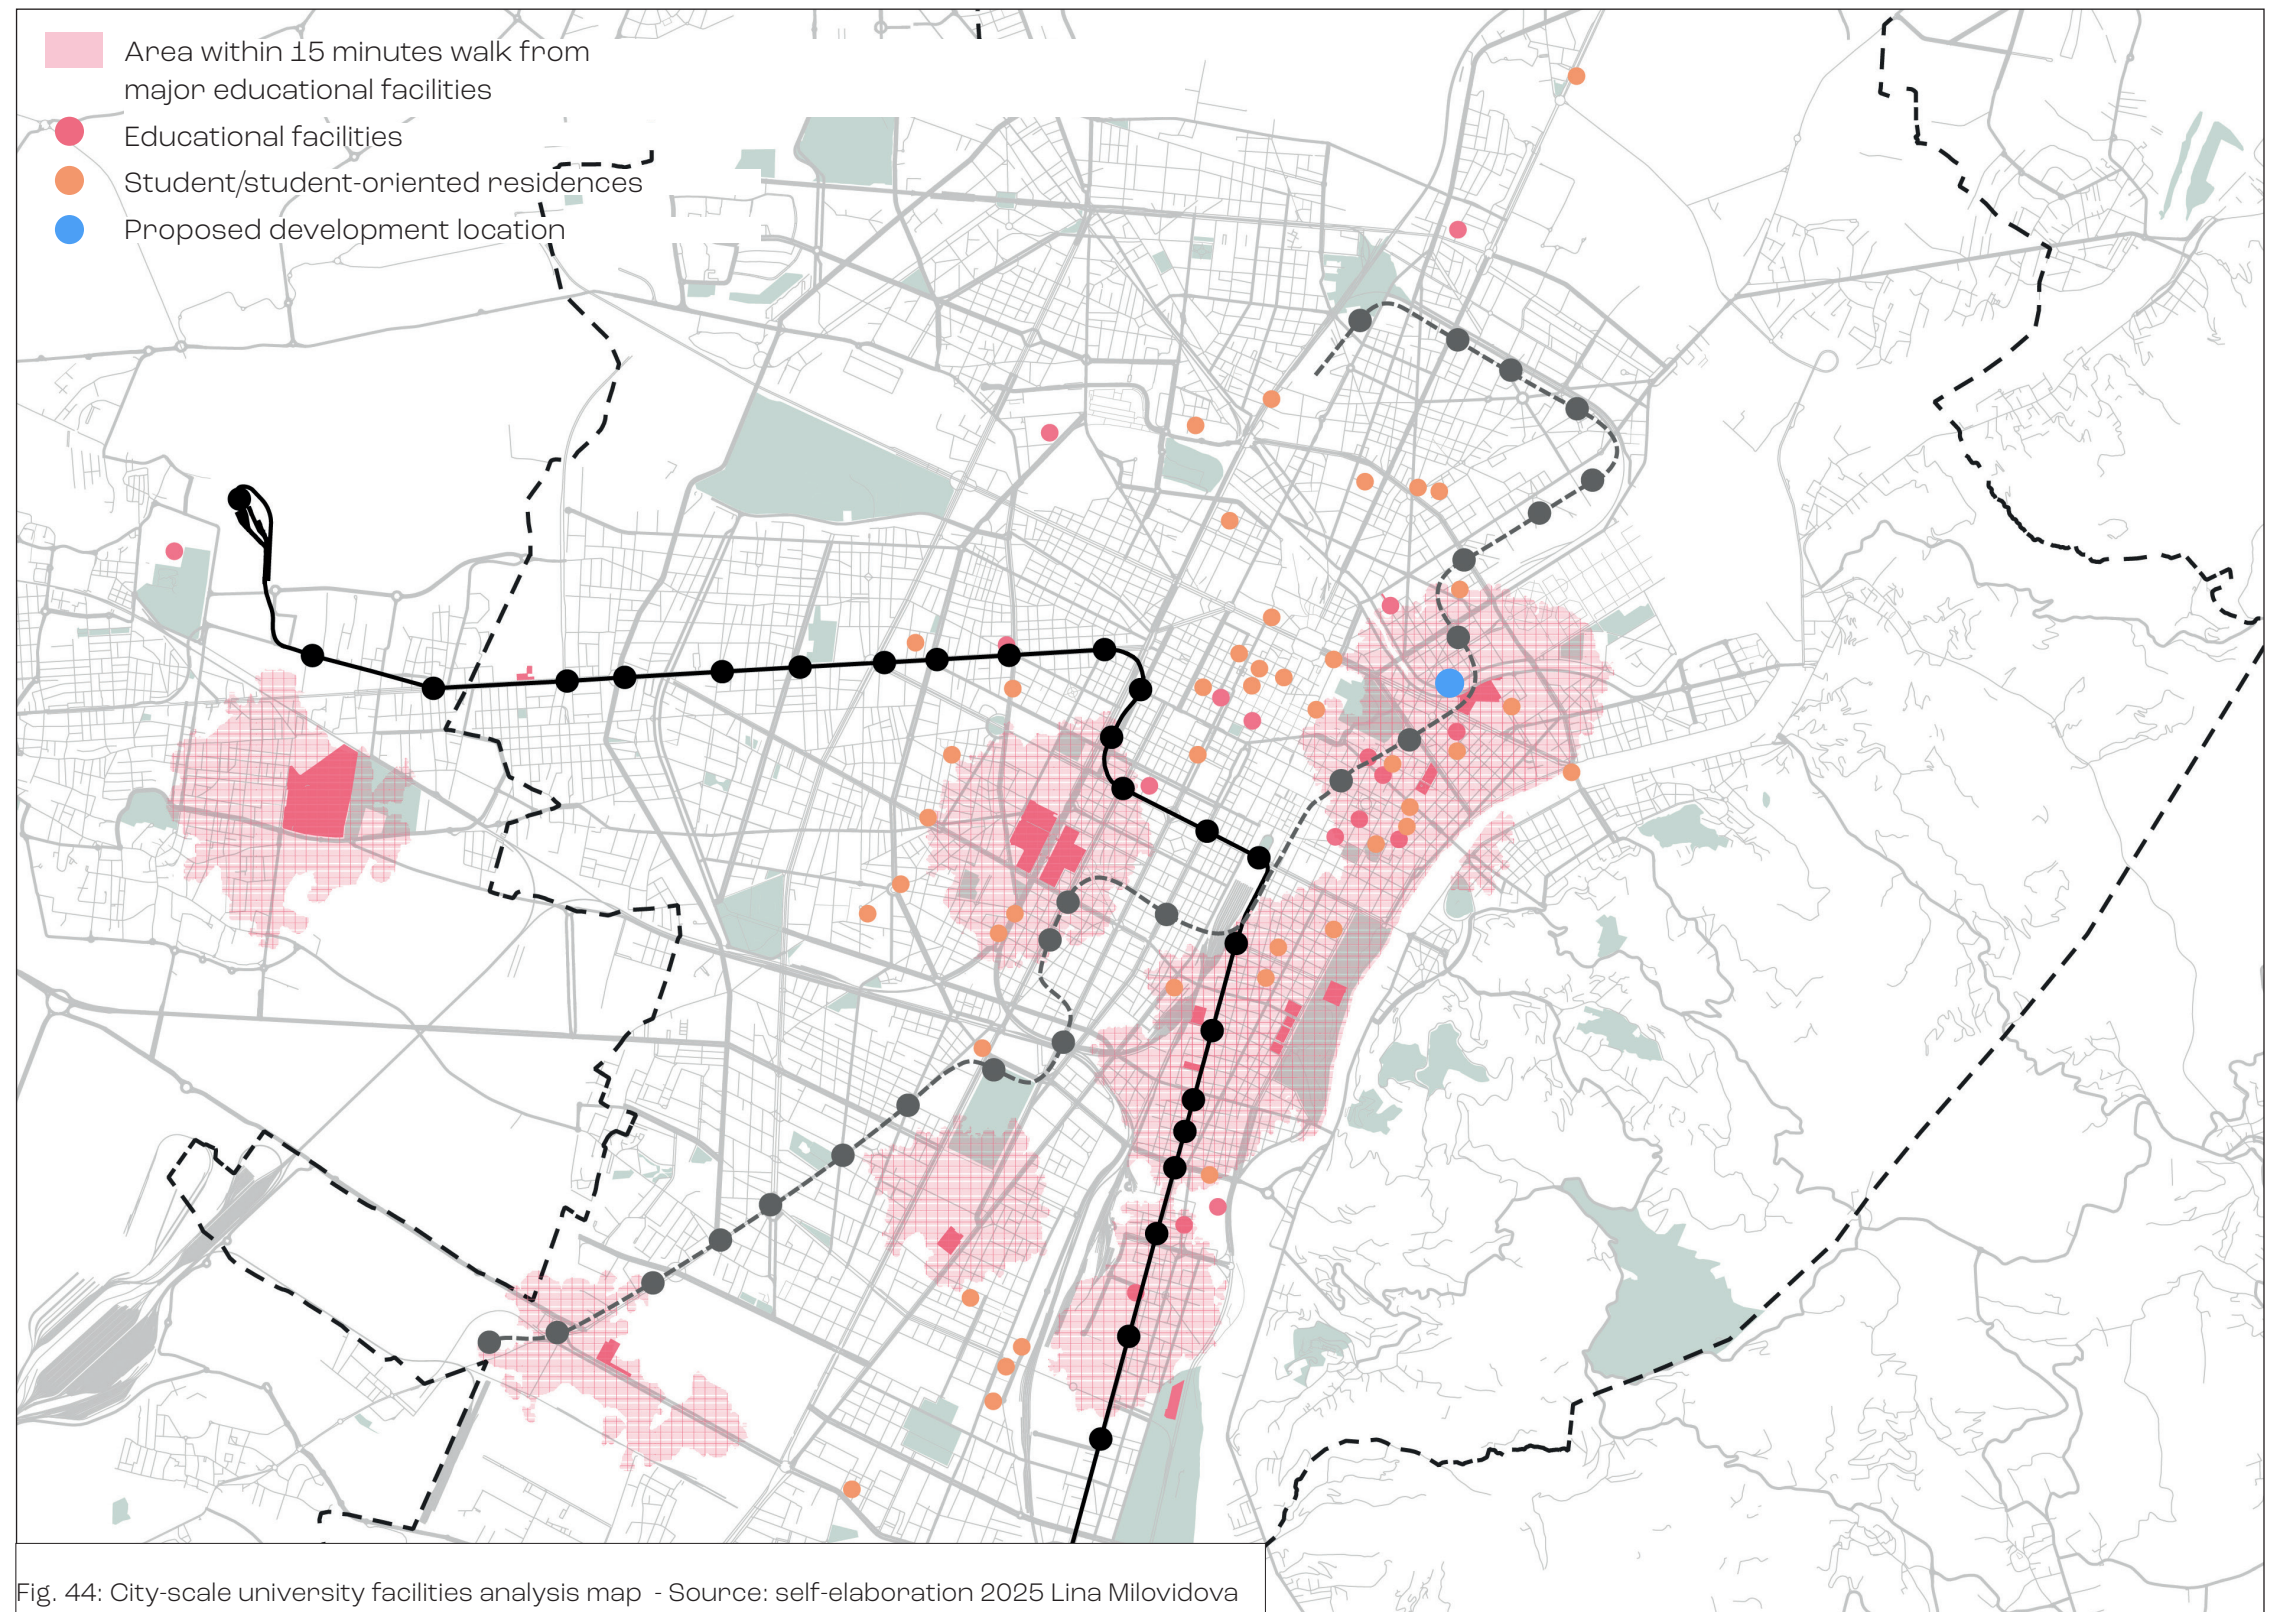 Area within 15 minutes walk from
major educational facilities
Educational facilities
Student/student-oriented residences
Proposed development location
Fig. 44: City-scale university facilities analysis map - Source: self-elaboration 2025 Lina Milovidova